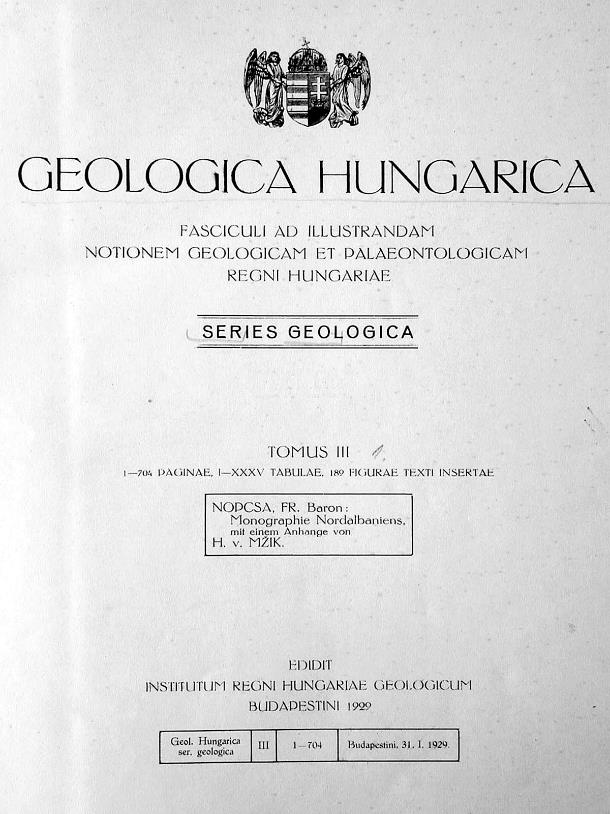 GEOLOGICA HUNGARICA
FASCICULI AD ILLUSTRANDAM
NOTIONEM GEOLOGICAM ET PALAEONTOLOGICAM
REGNI HUNGARIAE
SERIES GEOLOGICA
TOMUS III
1—704 PAGINAE, I—XXXV TABULAE, 189 FIGURAE TEXTI INSERTAE
NOPCSA, FR. Baron:
Monographie Nordalbaniens,
mit einem Anhange von
H. v. MŽIK.
EDIDIT
INSTITUTUM REGNI HUNGARIAE GEOLOGICUM
BUDAPESTINI 1929
Geol. Hungarica
ser. geologica
III
1—704
Budapestini, 31. I. 1929.